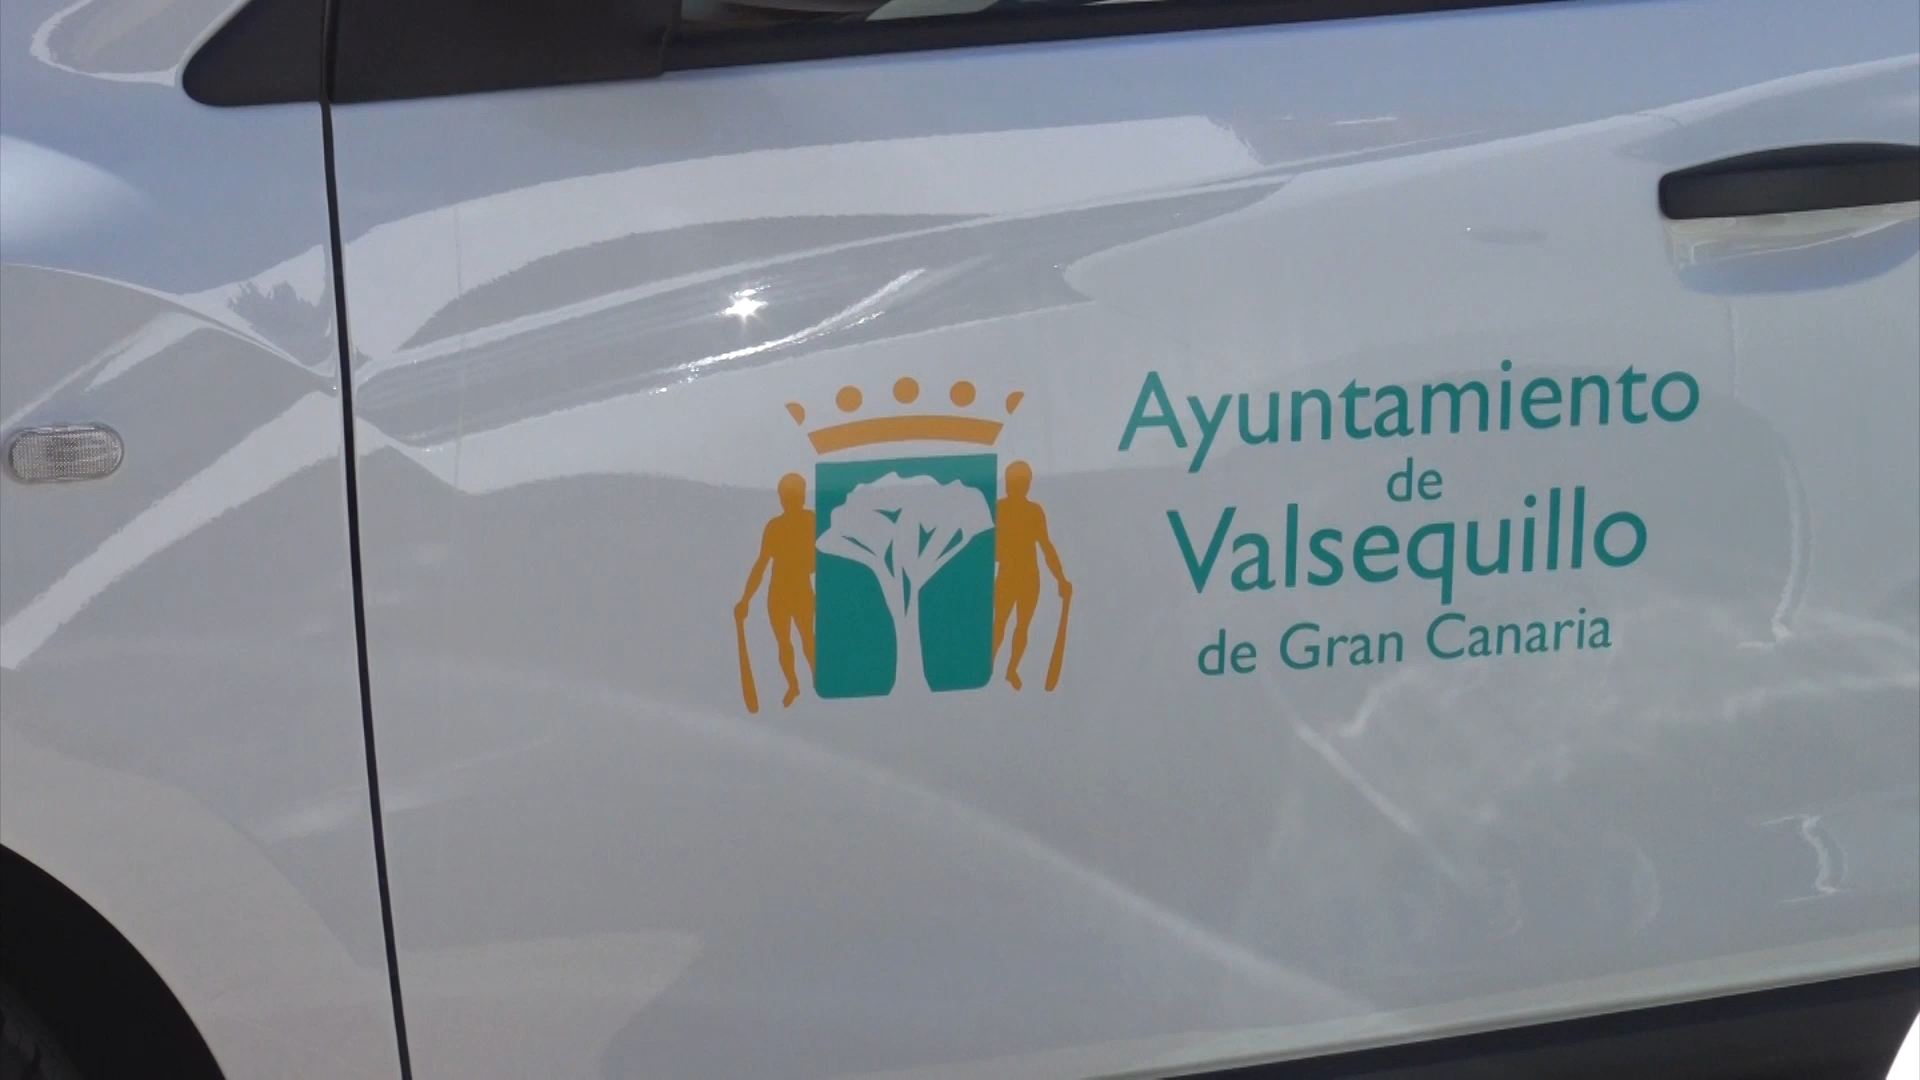 Ayuntamiento
de
Valsequillo
de Gran Canaria